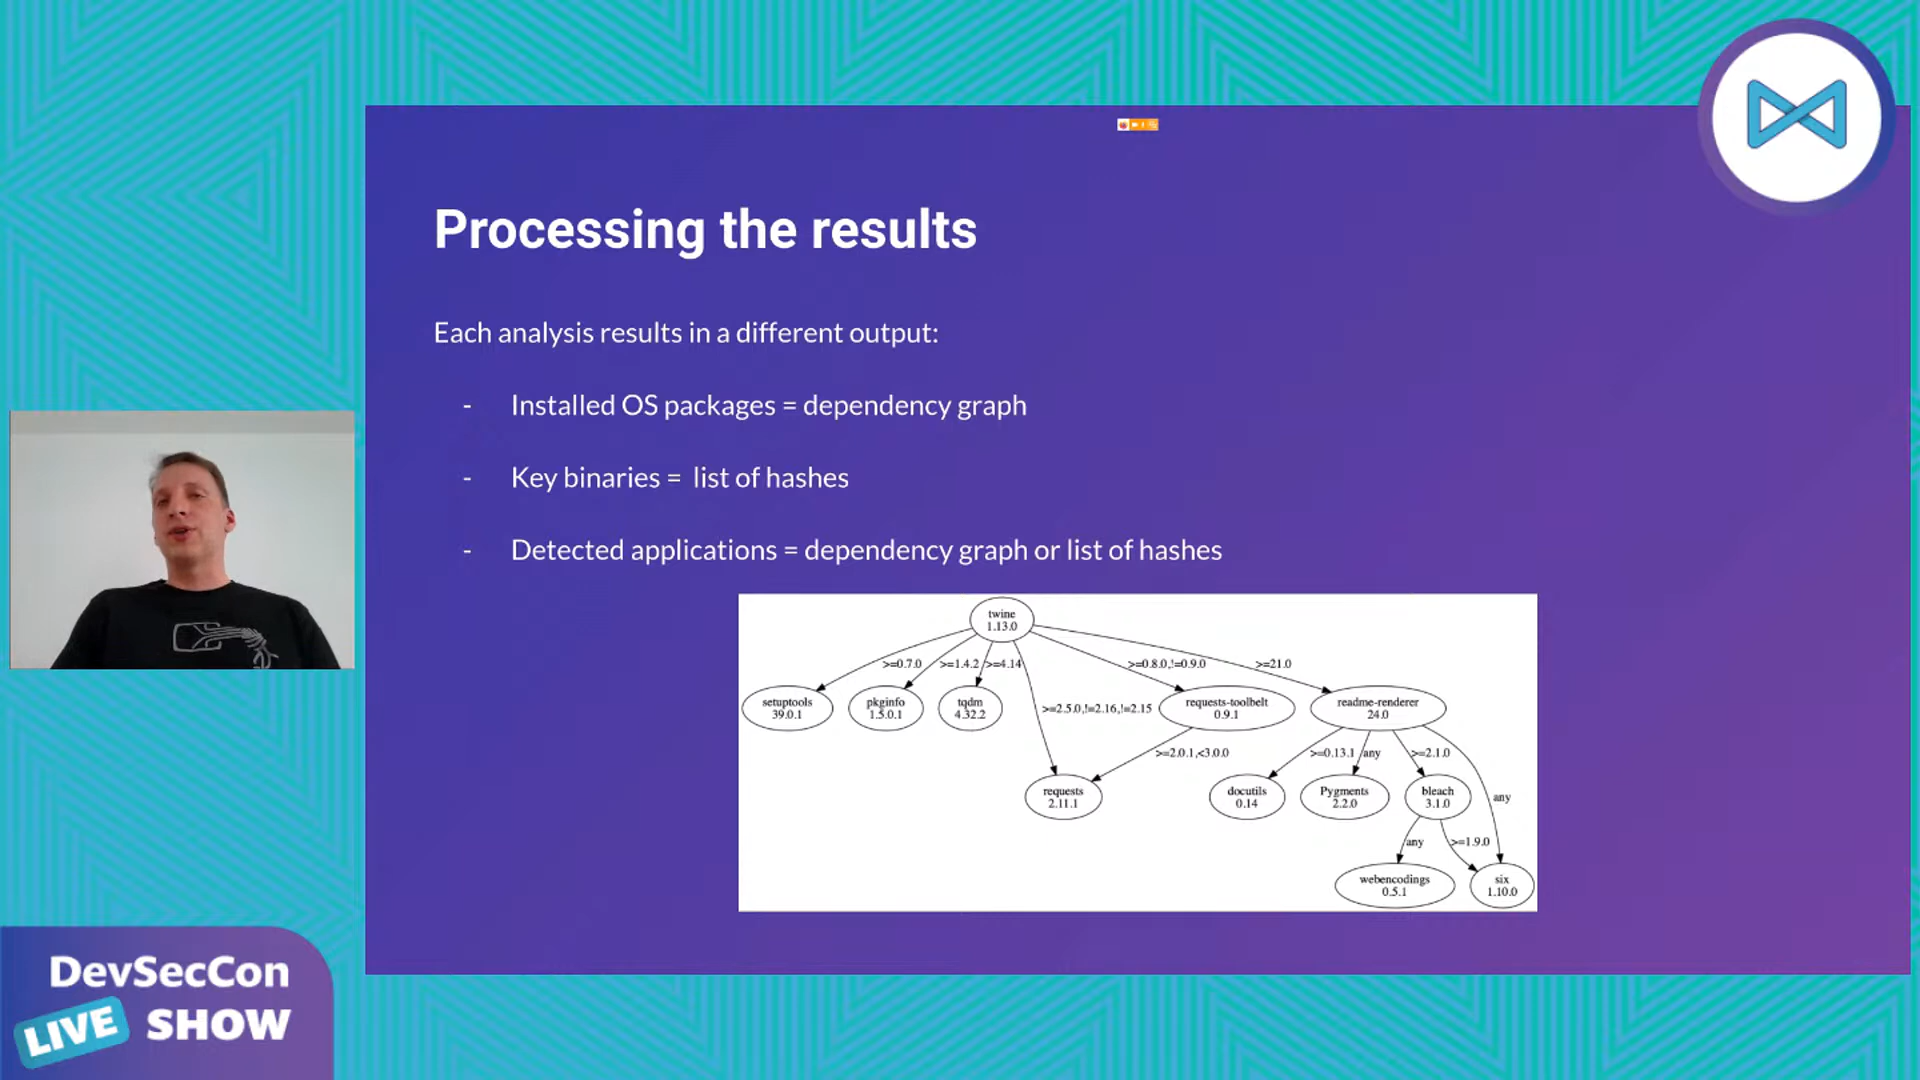 Processing the results
Each analysis results in a different output:
- Installed OS packages = dependency graph
- Key binaries = list of hashes
- Detected applications = dependency graph or list of hashes
twine
1.13.0
>=0.7.0
>=1.4.2
>=4.14
>=0.8.0,!=0.9.0
>=21.0
setuptools
39.0.1
pkginfo
1.5.0.1
tqdm
4.32.2
>=2.5.0,!=2.16,!=2.15
requests-toolbelt
0.9.1
readme-renderer
24.0
>=2.0.1,<3.0.0
>=0.13.1
any
>=2.1.0
requests
2.11.1
docutils
0.14
Pygments
2.2.0
bleach
3.1.0
any
any
>=1.9.0
webencodings
0.5.1
six
1.10.0
DevSecCon
LIVE SHOW